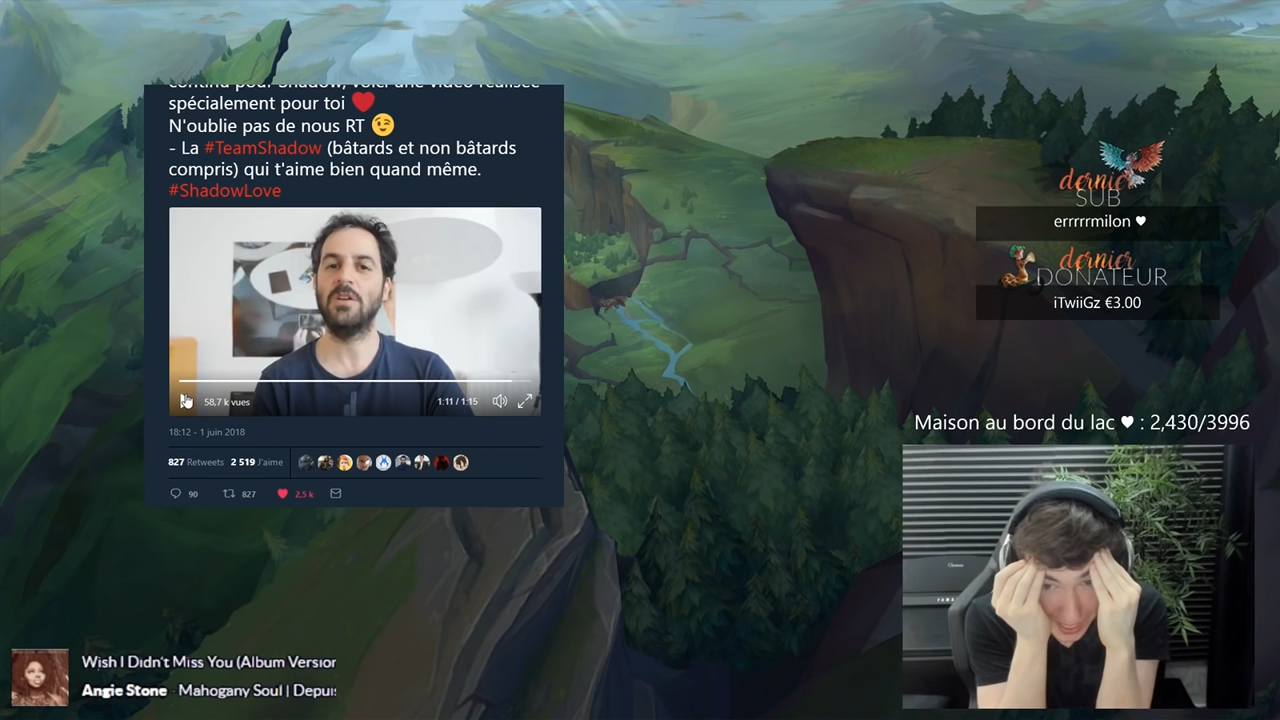 spécialement pour toi ❤️
N'oublie pas de nous RT 😉
- La #TeamShadow (bâtards et non bâtards
compris) qui t'aime bien quand même.
#ShadowLove
58,7 k vues
1:11 / 1:15
18:12 - 1 juin 2018
827 Retweets 2 519 J'aime
90 827 2,5 k
dernier
SUB
errrrrmilon ♥
dernier
DONATEUR
iTwiiGz €3.00
Maison au bord du lac ♥ : 2,430/3996
Wish I Didn't Miss You (Album Version
Angie Stone - Mahogany Soul | Depuis